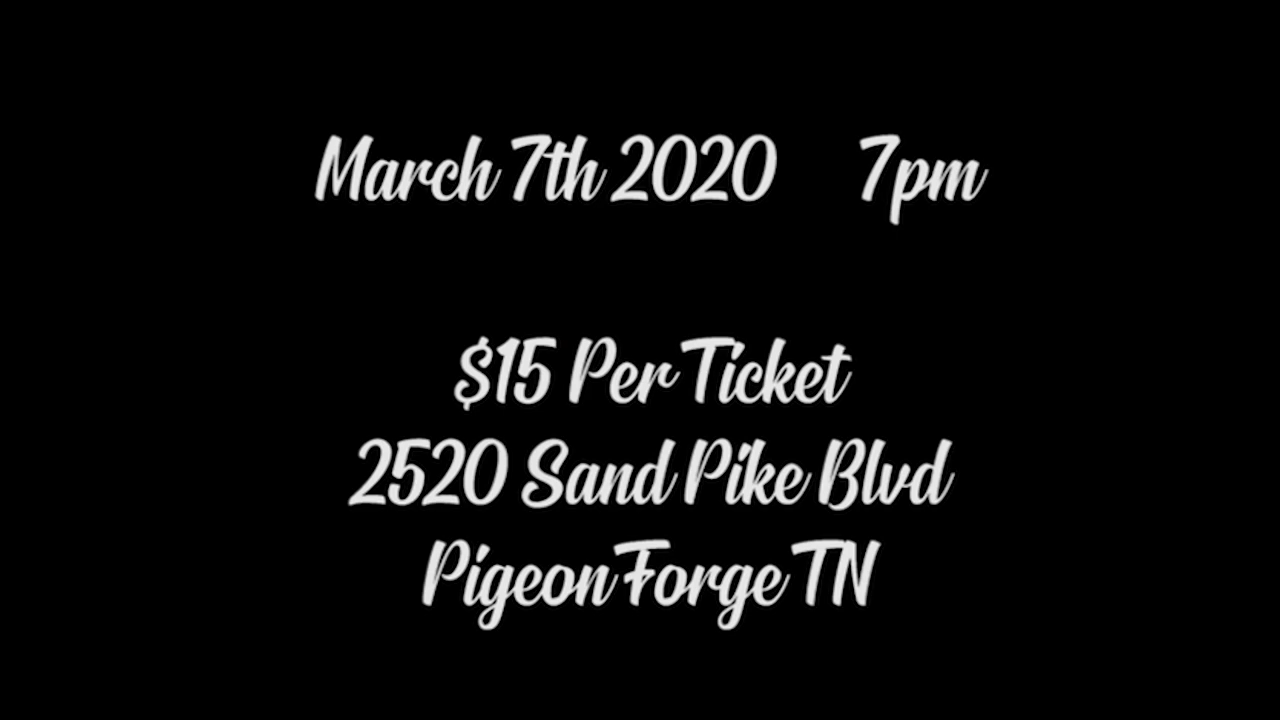 March 7th 2020 7pm
$15 Per Ticket
2520 Sand Pike Blvd
Pigeon Forge TN